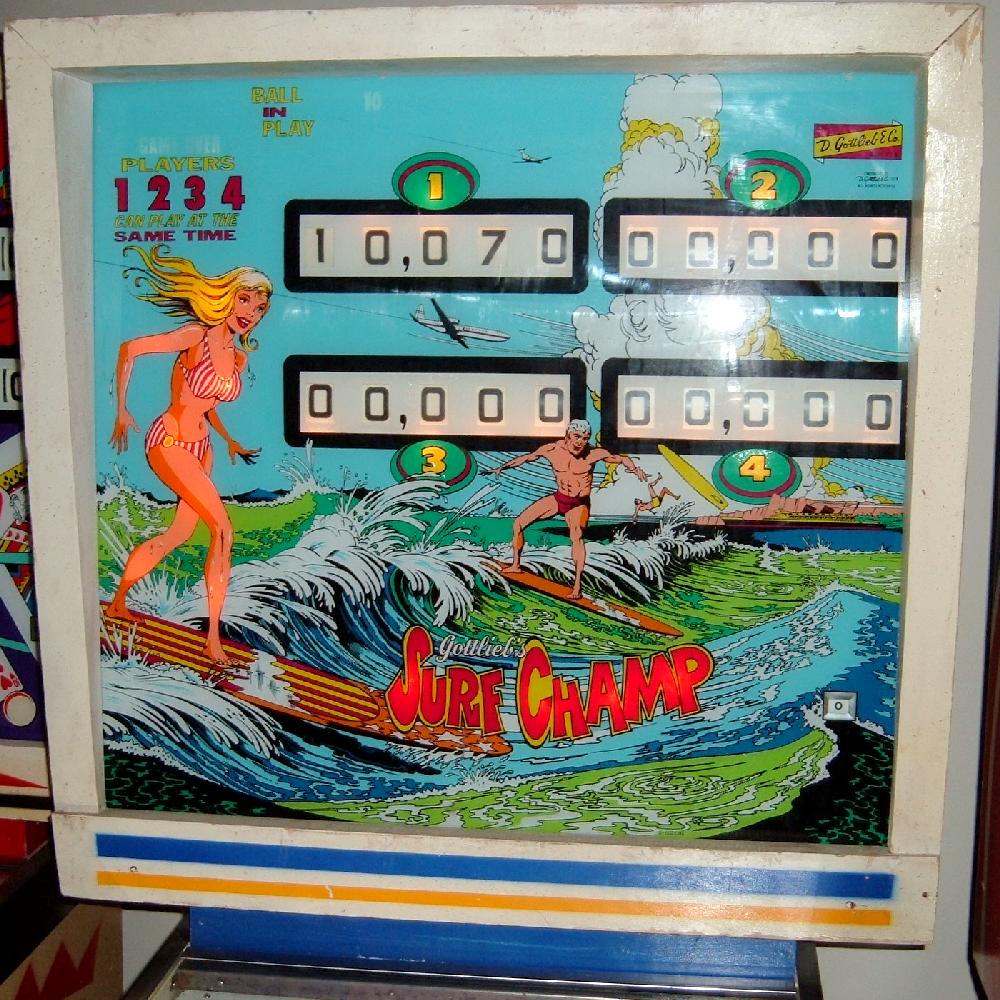 BALL
IN
PLAY
10
GAME OVER
PLAYERS
1 2 3 4
CAN PLAY AT THE
SAME TIME
D. Gottlieb & Co.
1
2
10,070
00,000
00,000
00,000
3
4
Gottlieb's
SURF CHAMP